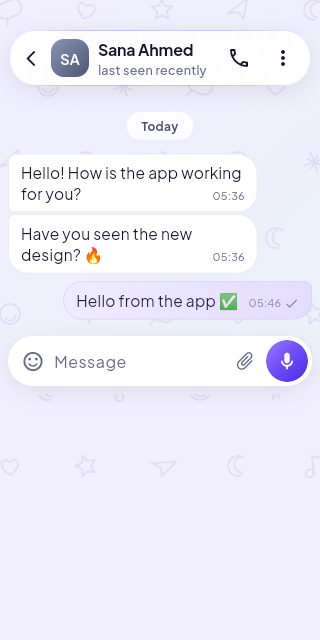 SA
Sana Ahmed
last seen recently
Today
Hello! How is the app working
for you?
05:36
Have you seen the new
design? 🔥
05:36
Hello from the app ✅
05:46
Message